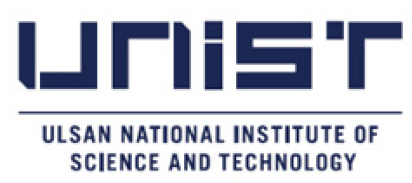 UNIST
ULSAN NATIONAL INSTITUTE OF
SCIENCE AND TECHNOLOGY